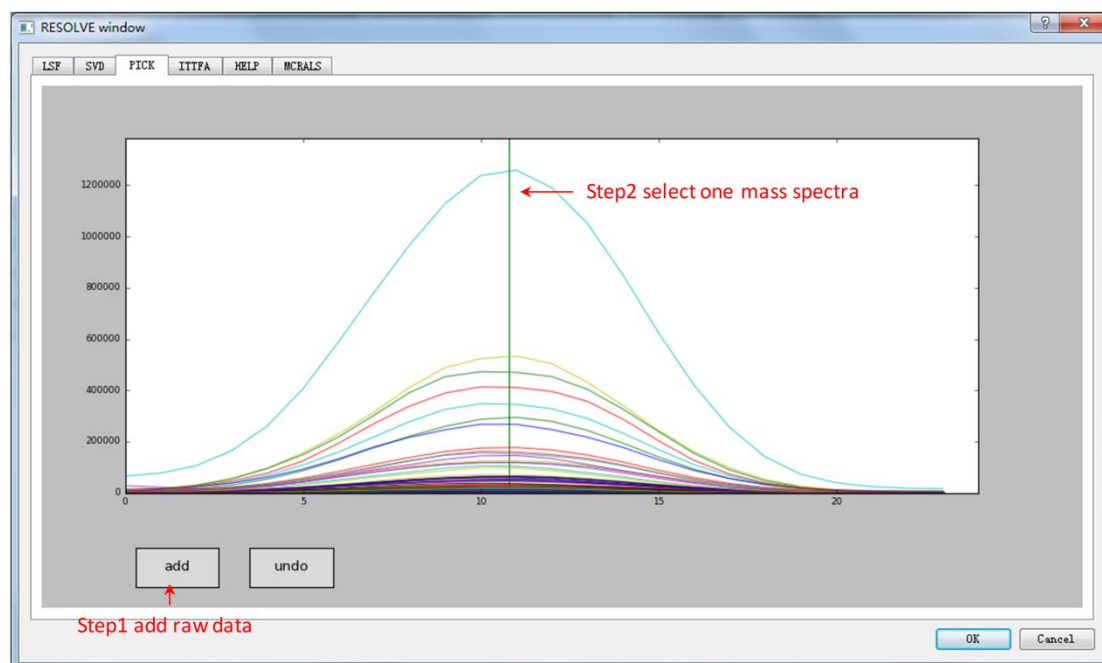 RESOLVE window
LSF SVD PICK ITTFA HELP MCRALS
1200000
1000000
800000
600000
400000
200000
0
0 5 10 15 20
Step2 select one mass spectra
add undo
Step1 add raw data
OK Cancel